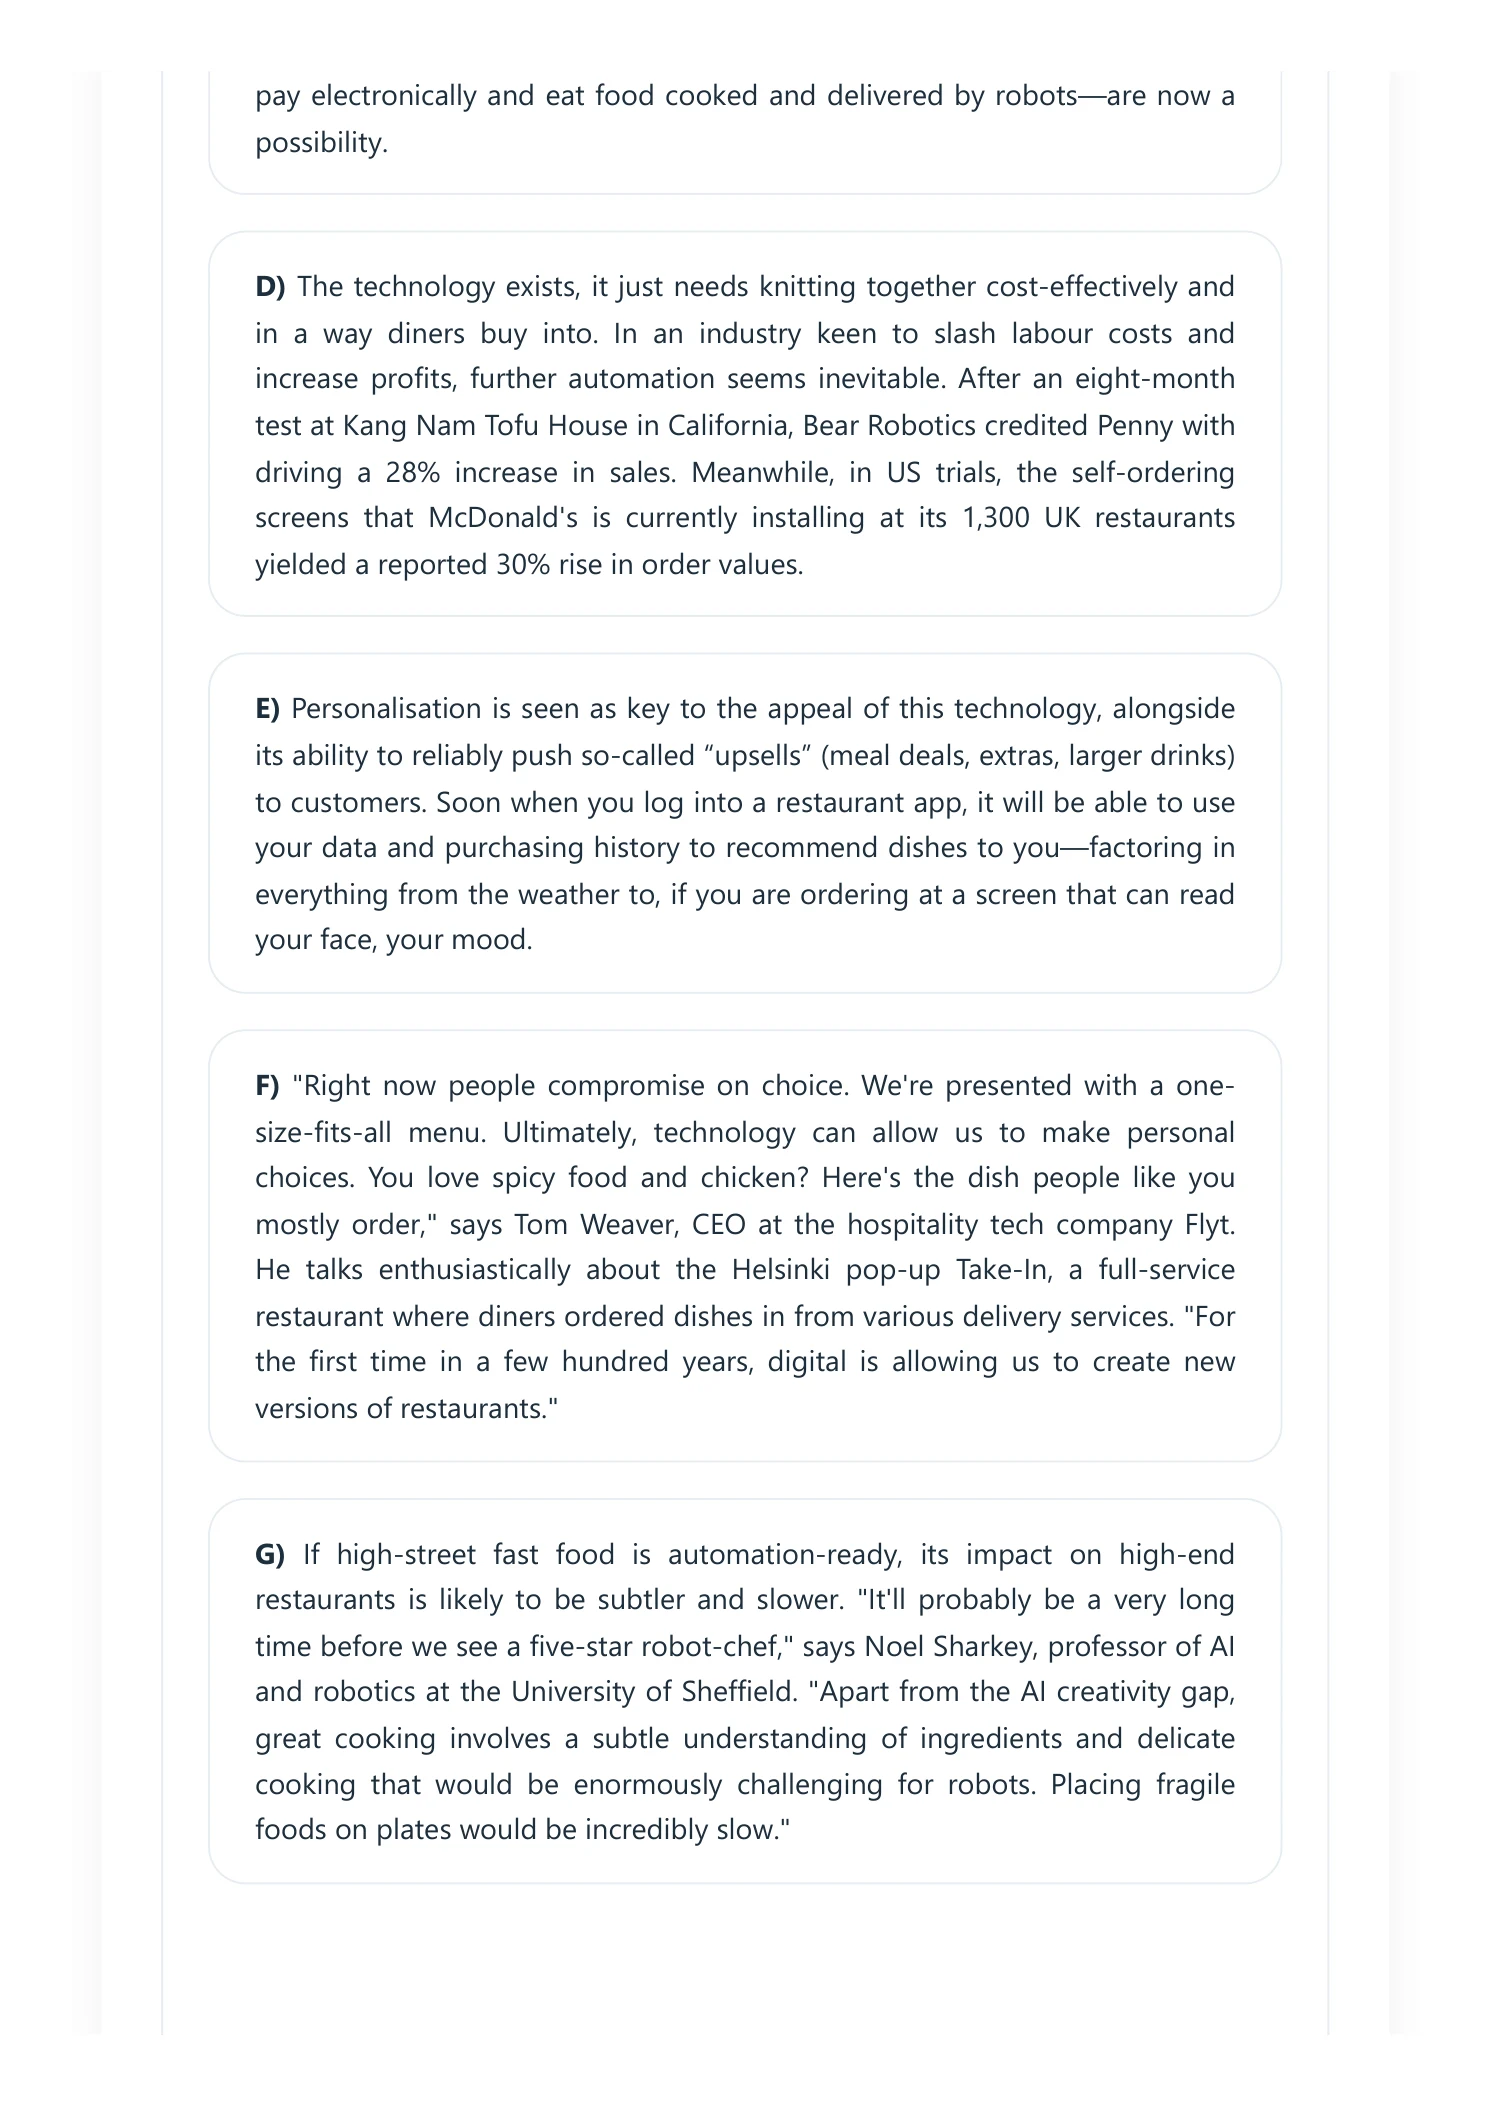 pay electronically and eat food cooked and delivered by robots—are now a
possibility.
D) The technology exists, it just needs knitting together cost-effectively and
in a way diners buy into. In an industry keen to slash labour costs and
increase profits, further automation seems inevitable. After an eight-month
test at Kang Nam Tofu House in California, Bear Robotics credited Penny with
driving a 28% increase in sales. Meanwhile, in US trials, the self-ordering
screens that McDonald's is currently installing at its 1,300 UK restaurants
yielded a reported 30% rise in order values.
E) Personalisation is seen as key to the appeal of this technology, alongside
its ability to reliably push so-called “upsells” (meal deals, extras, larger drinks)
to customers. Soon when you log into a restaurant app, it will be able to use
your data and purchasing history to recommend dishes to you—factoring in
everything from the weather to, if you are ordering at a screen that can read
your face, your mood.
F) "Right now people compromise on choice. We're presented with a one-
size-fits-all menu. Ultimately, technology can allow us to make personal
choices. You love spicy food and chicken? Here's the dish people like you
mostly order," says Tom Weaver, CEO at the hospitality tech company Flyt.
He talks enthusiastically about the Helsinki pop-up Take-In, a full-service
restaurant where diners ordered dishes in from various delivery services. "For
the first time in a few hundred years, digital is allowing us to create new
versions of restaurants."
G) If high-street fast food is automation-ready, its impact on high-end
restaurants is likely to be subtler and slower. "It'll probably be a very long
time before we see a five-star robot-chef," says Noel Sharkey, professor of AI
and robotics at the University of Sheffield. "Apart from the AI creativity gap,
great cooking involves a subtle understanding of ingredients and delicate
cooking that would be enormously challenging for robots. Placing fragile
foods on plates would be incredibly slow."